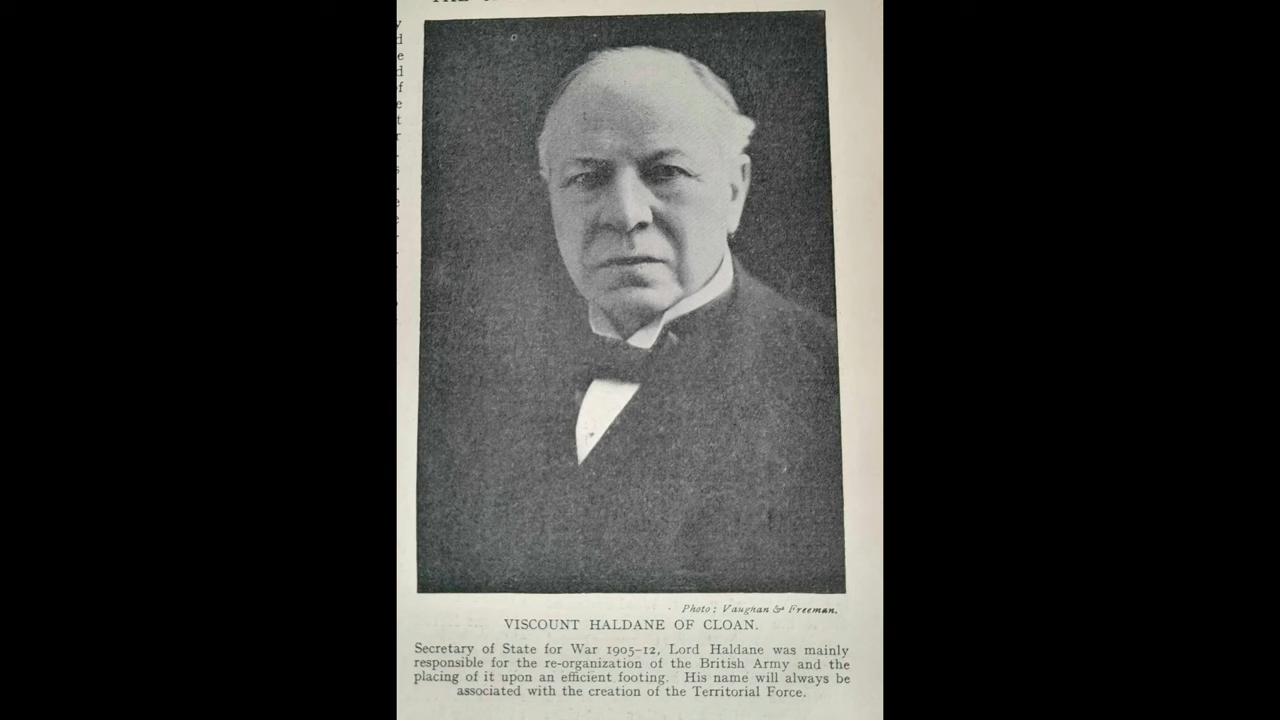 Photo: Vaughan & Freeman.
VISCOUNT HALDANE OF CLOAN.
Secretary of State for War 1905–12, Lord Haldane was mainly
responsible for the re-organization of the British Army and the
placing of it upon an efficient footing. His name will always be
associated with the creation of the Territorial Force.